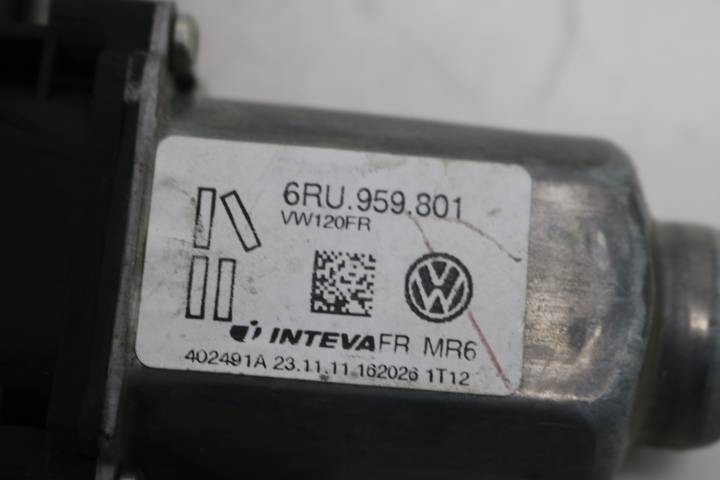 6RU.959.801
VW120FR
INTEVA FR MR6
402491A 23.11.11 162026 1T12